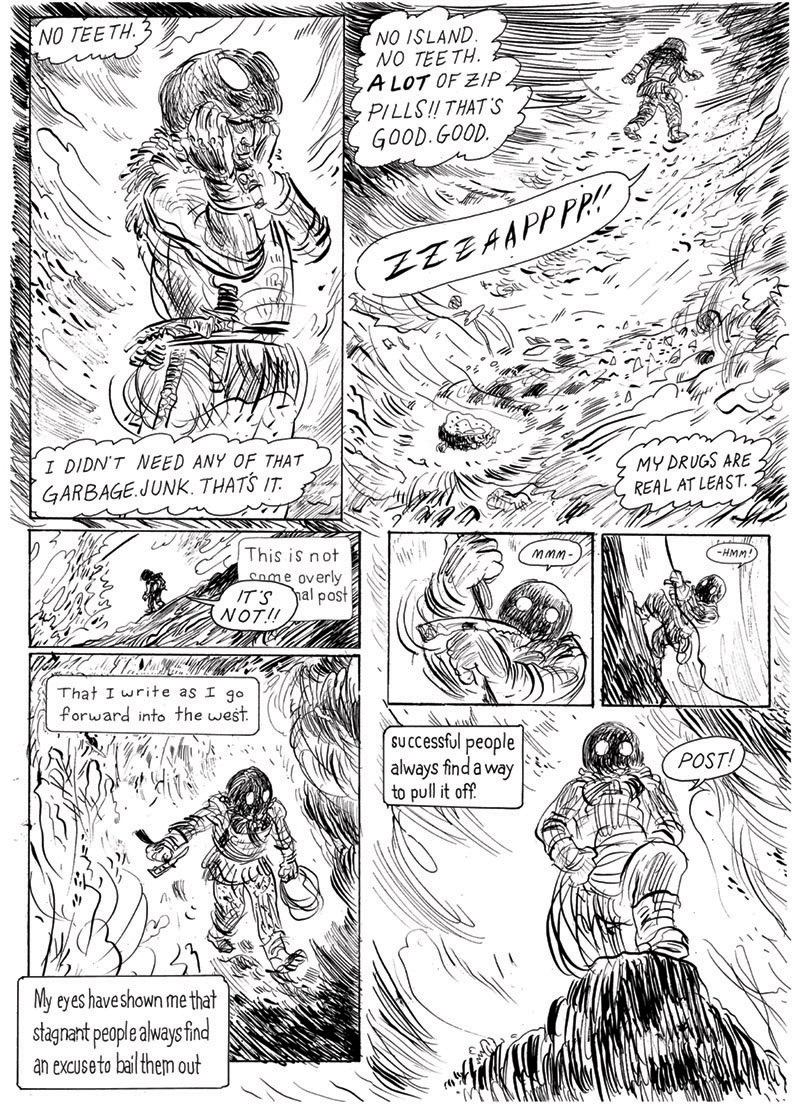 NO TEETH.
I DIDN'T NEED ANY OF THAT
GARBAGE. JUNK. THAT'S IT.
NO ISLAND.
NO TEETH.
A LOT OF ZIP
PILLS!! THAT'S
GOOD. GOOD.
ZZZAAPPPP!!
MY DRUGS ARE
REAL AT LEAST.
This is not
some overly
nal post
IT'S
NOT!!
MMM-
-HMM!
That I write as I go
forward into the west.
My eyes have shown me that
stagnant people always find
an excuse to bail them out
successful people
always find a way
to pull it off.
POST!